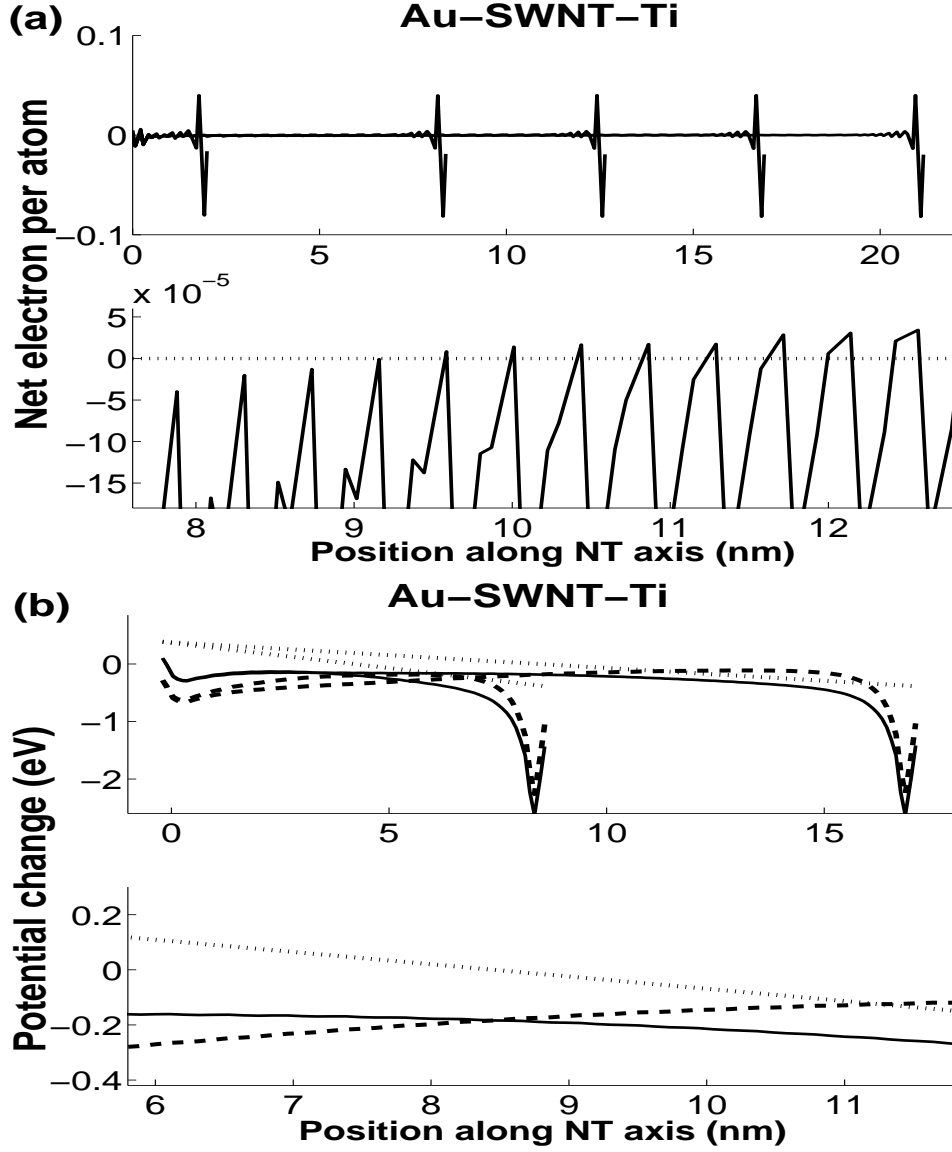 (a)
Au−SWNT−Ti
Net electron per atom
0.1
0
−0.1
0 5 10 15 20
x 10−5
5
0
−5
−10
−15
8 9 10 11 12
Position along NT axis (nm)
(b)
Au−SWNT−Ti
Potential change (eV)
0
−1
−2
0 5 10 15
0.2
0
−0.2
−0.4
6 7 8 9 10 11
Position along NT axis (nm)